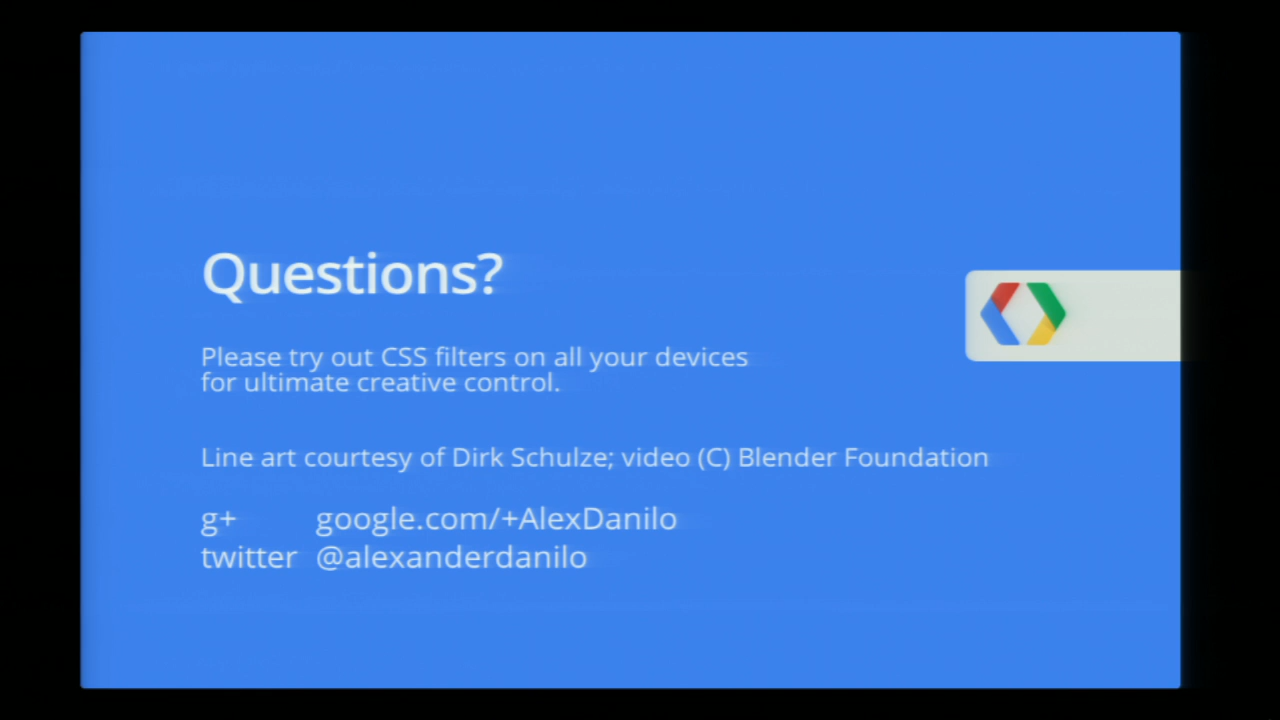 Questions?
Please try out CSS filters on all your devices
for ultimate creative control.
Line art courtesy of Dirk Schulze; video (C) Blender Foundation
g+ google.com/+AlexDanilo
twitter @alexanderdanilo